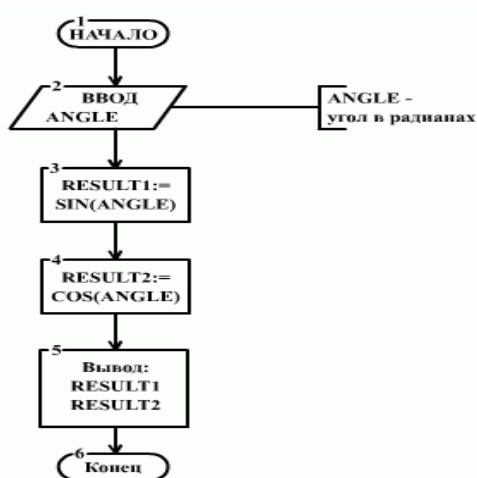 1
НАЧАЛО
2
ВВОД
ANGLE
ANGLE -
угол в радианах
3
RESULT1:=
SIN(ANGLE)
4
RESULT2:=
COS(ANGLE)
5
Вывод:
RESULT1
RESULT2
6
Конец